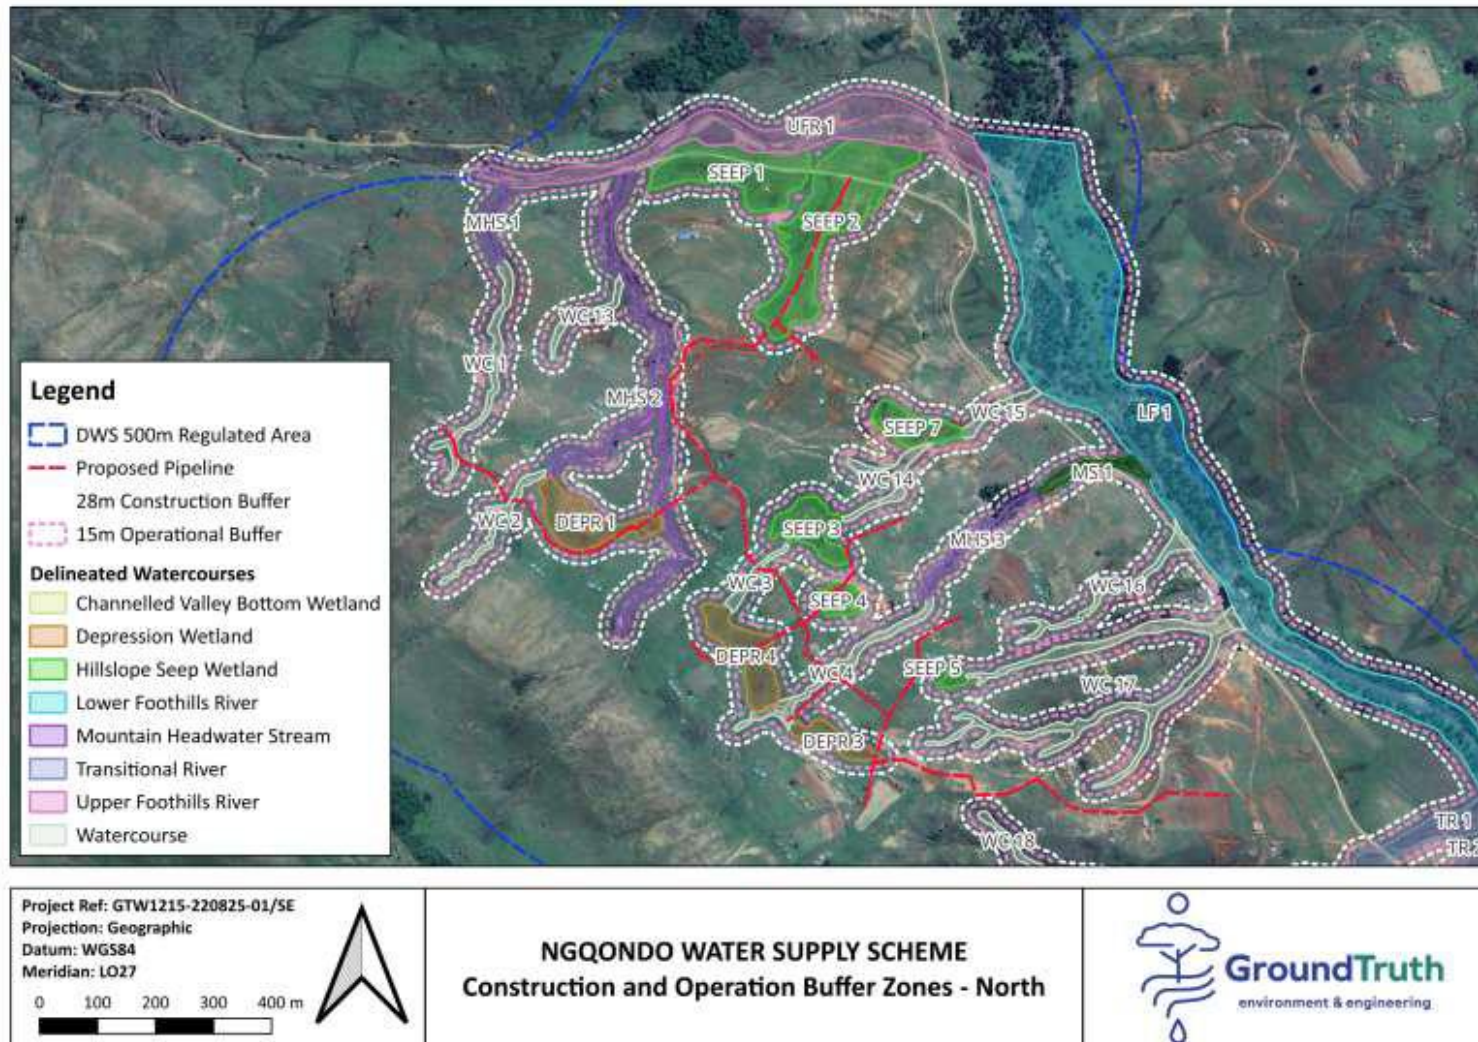 UFR 1
SEEP 1
MHS 1
SEEP 2
WC 13
WC 1
MHS 2
WC 15
LF 1
SEEP 7
MS 1
WC 14
WC 2
DEPR 1
SEEP 3
MHS 3
WC 3
WC 16
SEEP 4
DEPR 4
WC 4
SEEP 5
WC 17
DEPR 3
WC 18
TR 1
TR
Legend
DWS 500m Regulated Area
Proposed Pipeline
28m Construction Buffer
15m Operational Buffer
Delineated Watercourses
Channelled Valley Bottom Wetland
Depression Wetland
Hillslope Seep Wetland
Lower Foothills River
Mountain Headwater Stream
Transitional River
Upper Foothills River
Watercourse
Project Ref: GTW1215-220825-01/SE
Projection: Geographic
Datum: WGS84
Meridian: LO27
0 100 200 300 400 m
NGQONDO WATER SUPPLY SCHEME
Construction and Operation Buffer Zones - North
GroundTruth
environment & engineering